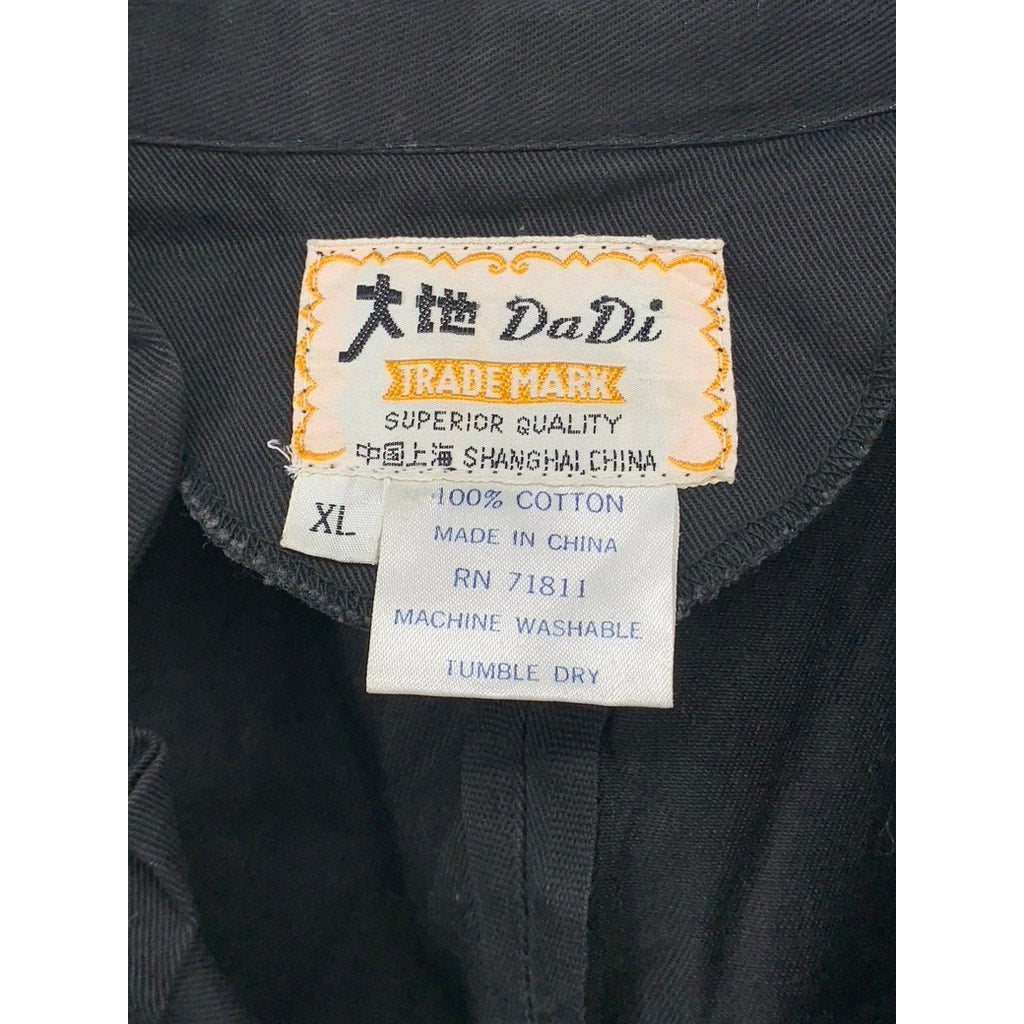 大地 DaDi
TRADE MARK
SUPERIOR QUALITY
中国上海 SHANGHAI,CHINA
XL
100% COTTON
MADE IN CHINA
RN 71811
MACHINE WASHABLE
TUMBLE DRY